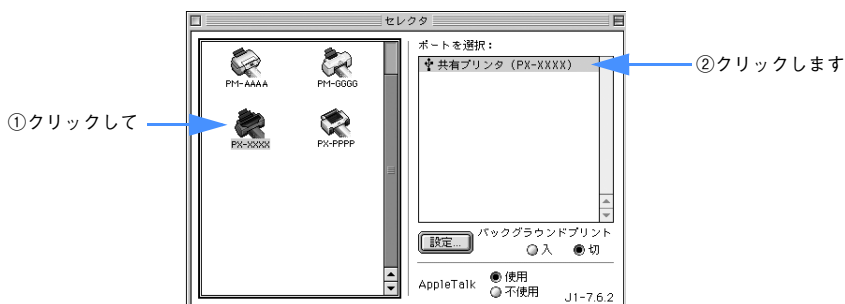 セレクタ
PM-AAAA
PM-GGGG
①クリックして
PX-XXXX
PX-PPPP
ポートを選択：
共有プリンタ（PX-XXXX）
②クリックします
設定...
バックグラウンドプリント
入 切
AppleTalk
使用
不使用
J1-7.6.2